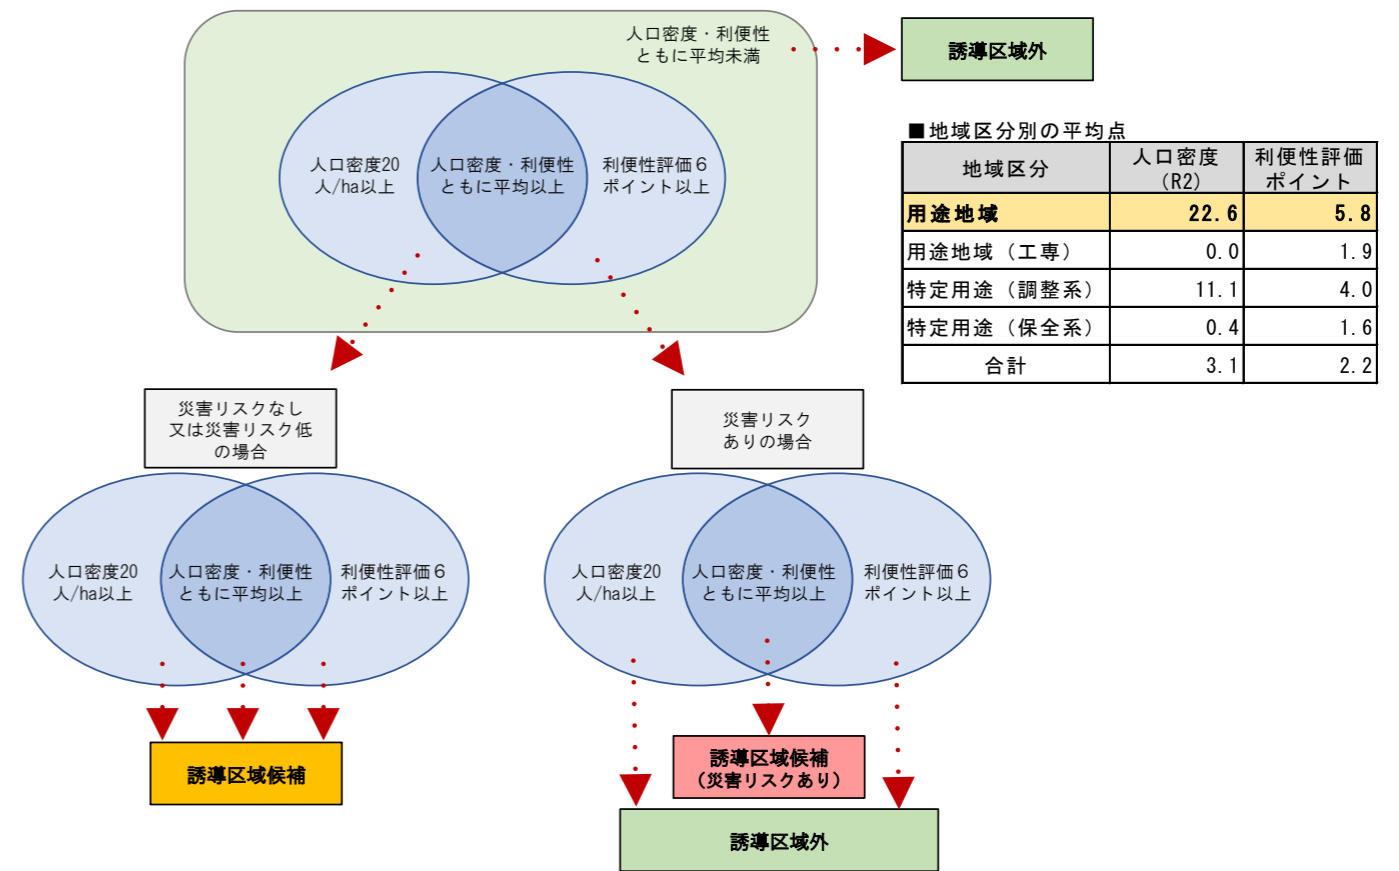 人口密度・利便性
ともに平均未満
誘導区域外
人口密度20
人/ha以上
人口密度・利便性
ともに平均以上
利便性評価６
ポイント以上
■地域区分別の平均点
地域区分
人口密度
(R2)
利便性評価
ポイント
用途地域 22.6 5.8
用途地域（工専） 0.0 1.9
特定用途（調整系） 11.1 4.0
特定用途（保全系） 0.4 1.6
合計 3.1 2.2
災害リスクなし
又は災害リスク低
の場合
人口密度20
人/ha以上
人口密度・利便性
ともに平均以上
利便性評価６
ポイント以上
誘導区域候補
災害リスク
ありの場合
人口密度20
人/ha以上
人口密度・利便性
ともに平均以上
利便性評価６
ポイント以上
誘導区域候補
（災害リスクあり）
誘導区域外